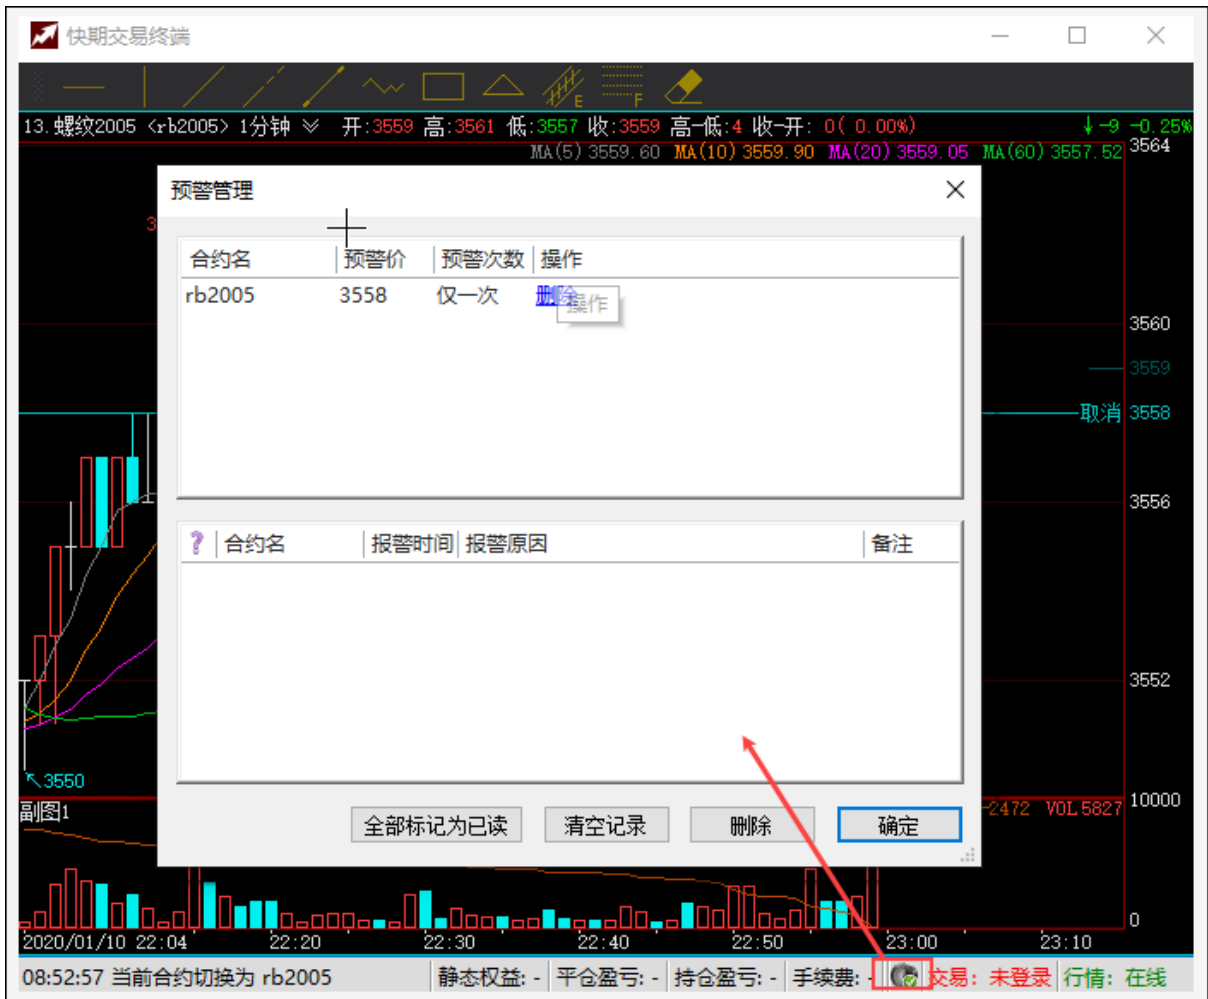 快期交易终端
E F
13.螺纹2005 <rb2005> 1分钟 开:3559 高:3561 低:3557 收:3559 高-低:4 收-开: 0( 0.00%) ↓-9 -0.25%
MA(5) 3559.60 MA(10) 3559.90 MA(20) 3559.05 MA(60) 3557.52 3564
预警管理
3
合约名 预警价 预警次数 操作
rb2005 3558 仅一次 删除
操作
3560
3559
取消 3558
3556
? 合约名 报警时间 报警原因 备注
3552
3550
副图1 -2472 VOL 5827 10000
全部标记为已读 清空记录 删除 确定
0
2020/01/10 22:04 22:20 22:30 22:40 22:50 23:00 23:10
08:52:57 当前合约切换为 rb2005 静态权益: - 平仓盈亏: - 持仓盈亏: - 手续费: - 交易: 未登录 行情: 在线